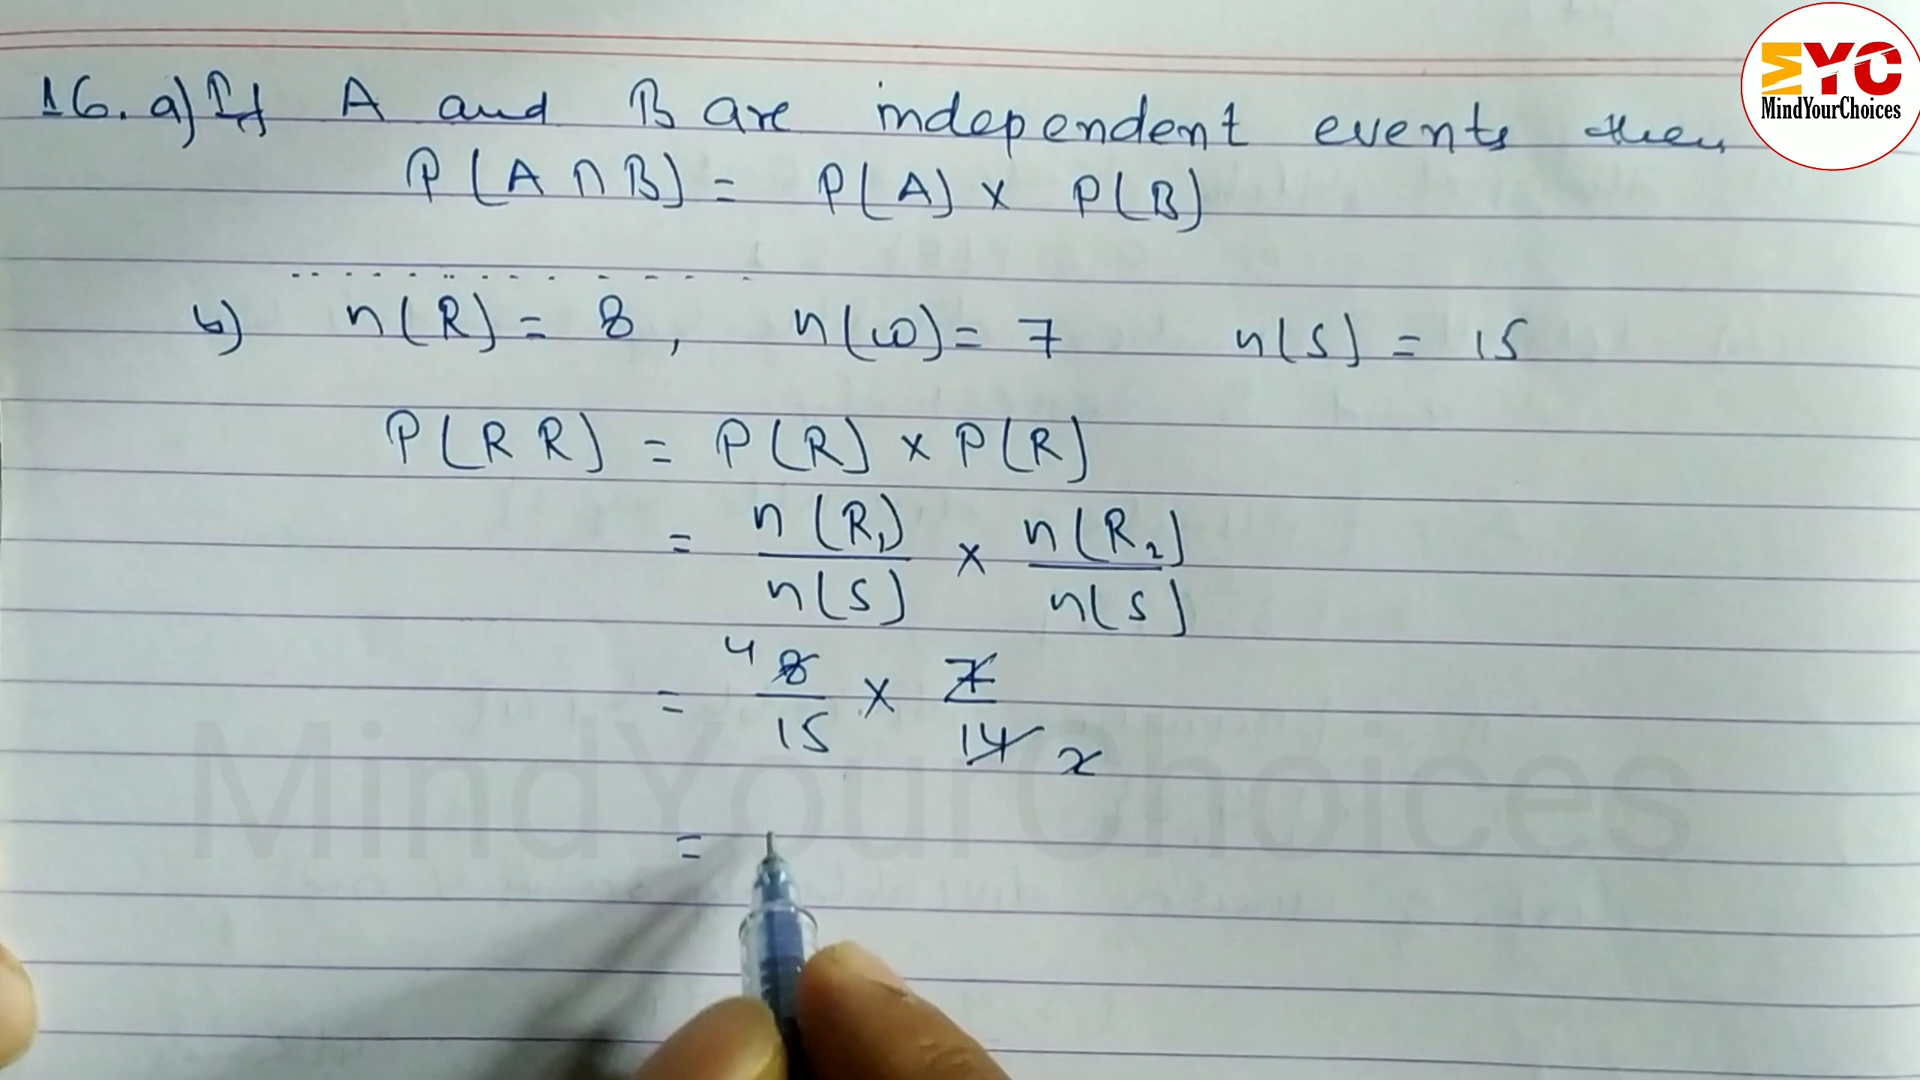 MYC
MindYourChoices
16. a) If A and B are independent events then
P(A ∩ B) = P(A) × P(B)
b) n(R) = 8, n(W) = 7 n(S) = 15
P(R R) = P(R) × P(R)
= n(R₁)/n(S) × n(R₂)/n(S)
= 4 8/15 × 7/14 2
=
MindYourChoices